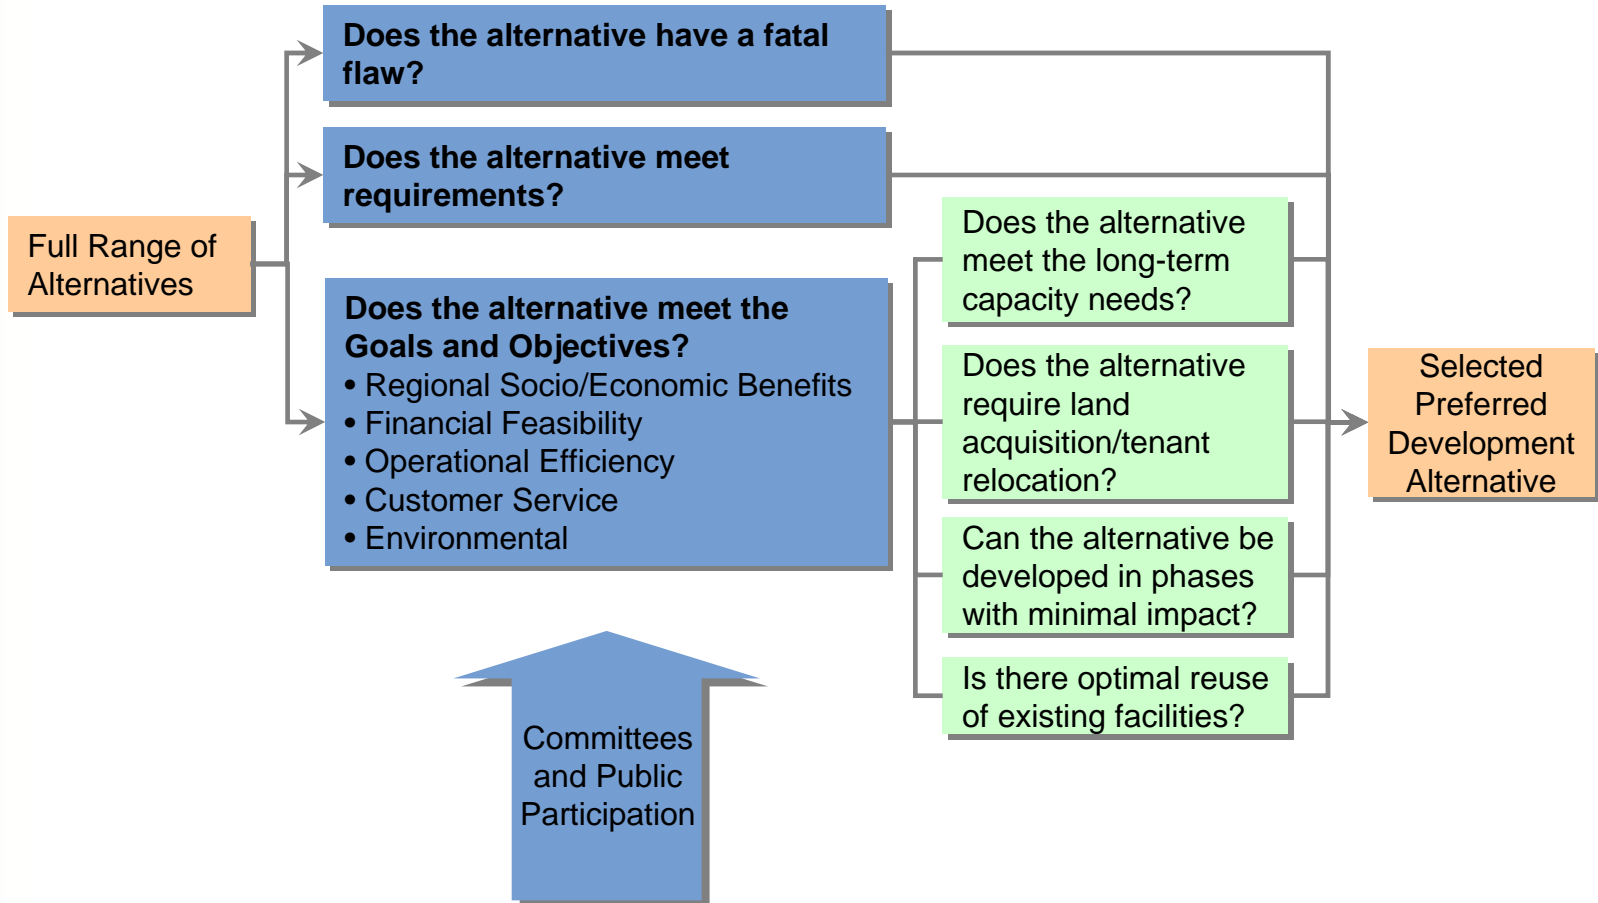 Does the alternative have a fatal
flaw?
Does the alternative meet
requirements?
Full Range of
Alternatives
Does the alternative meet the
Goals and Objectives?
• Regional Socio/Economic Benefits
• Financial Feasibility
• Operational Efficiency
• Customer Service
• Environmental
Does the alternative
meet the long-term
capacity needs?
Does the alternative
require land
acquisition/tenant
relocation?
Can the alternative be
developed in phases
with minimal impact?
Is there optimal reuse
of existing facilities?
Selected
Preferred
Development
Alternative
Committees
and Public
Participation